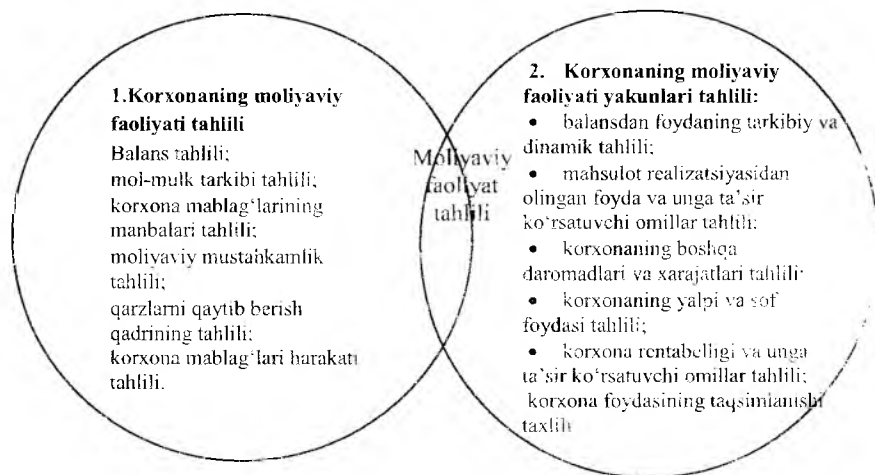 1.Korxonaning moliyaviy
faoliyati tahlili
Balans tahlili;
mol-mulk tarkibi tahlili;
korxona mablag‘larining
manbalari tahlili;
moliyaviy mustahkamlik
tahlili;
qarzlarni qaytib berish
qadrining tahlili;
korxona mablag‘lari harakati
tahlili.
Moliyaviy
faoliyat
tahlili
2. Korxonaning moliyaviy
faoliyati yakunlari tahlili:
• balansdan foydaning tarkibiy va
dinamik tahlili;
• mahsulot realizatsiyasidan
olingan foyda va unga ta’sir
ko‘rsatuvchi omillar tahlili;
• korxonaning boshqa
daromadlari va xarajatlari tahlili;
• korxonaning yalpi va sof
foydasi tahlili;
• korxona rentabelligi va unga
ta’sir ko‘rsatuvchi omillar tahlili;
korxona foydasining taqsimlanishi
taxlili